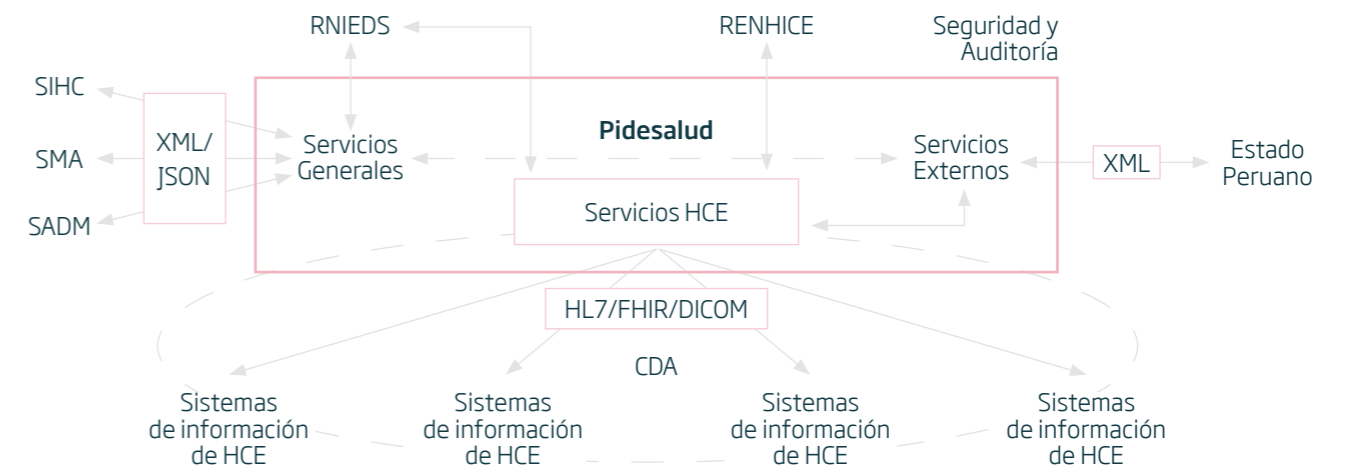 RNIEDS
RENHICE
Seguridad y
Auditoría
SIHC
SMA
SADM
XML/
JSON
Servicios
Generales
Pidesalud
Servicios
Externos
XML
Estado
Peruano
Servicios HCE
HL7/FHIR/DICOM
CDA
Sistemas
de información
de HCE
Sistemas
de información
de HCE
Sistemas
de información
de HCE
Sistemas
de información
de HCE